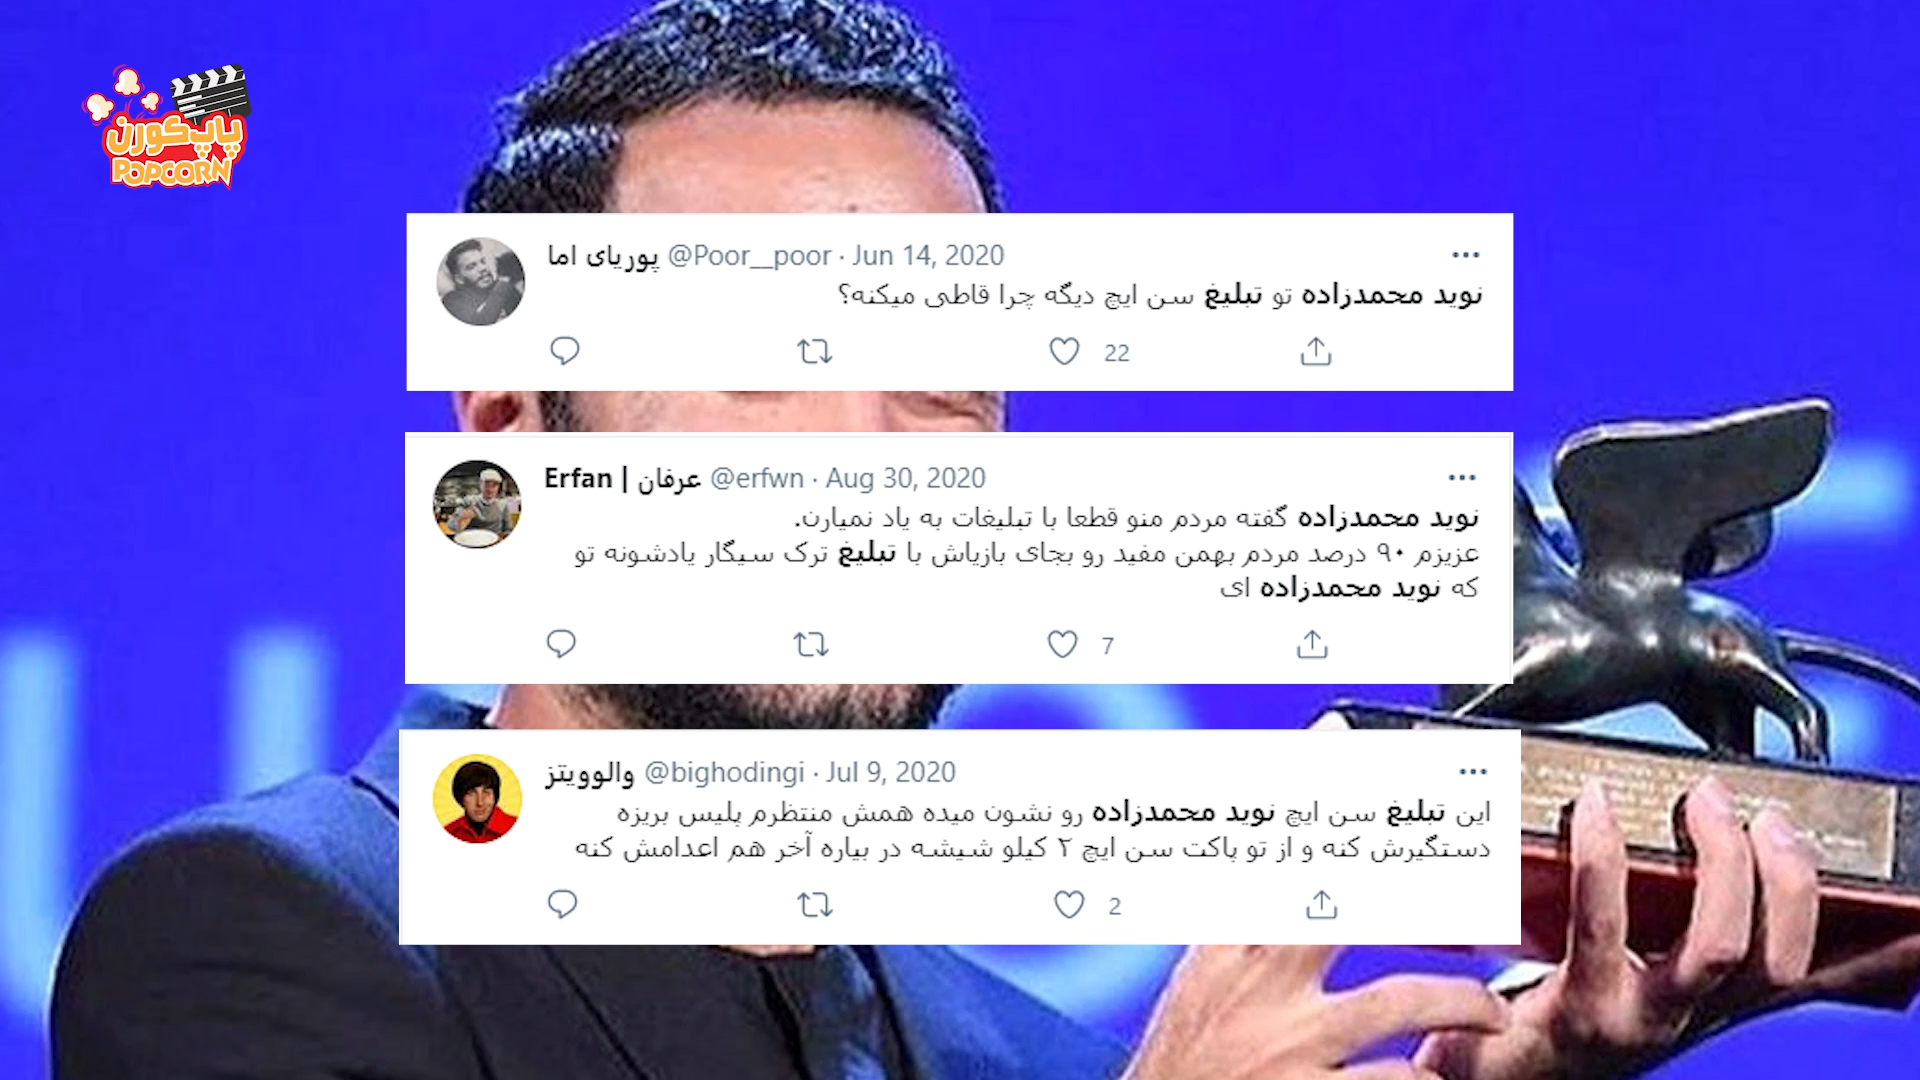 پاپ‌کورن
POPCORN
پوریای اما @Poor__poor · Jun 14, 2020
نوید محمدزاده تو تبلیغ سن ایچ دیگه چرا قاطی میکنه؟
22
Erfan | عرفان @erfwn · Aug 30, 2020
نوید محمدزاده گفته مردم منو قطعا با تبلیغات به یاد نمیارن.
عزیزم ۹۰ درصد مردم بهمن مفید رو بجای بازیاش با تبلیغ ترک سیگار یادشونه تو
که نوید محمدزاده ای
7
والوویتز @bighodingi · Jul 9, 2020
این تبلیغ سن ایچ نوید محمدزاده رو نشون میده همش منتظرم پلیس بریزه
دستگیرش کنه و از تو پاکت سن ایچ ۲ کیلو شیشه در بیاره آخر هم اعدامش کنه
2